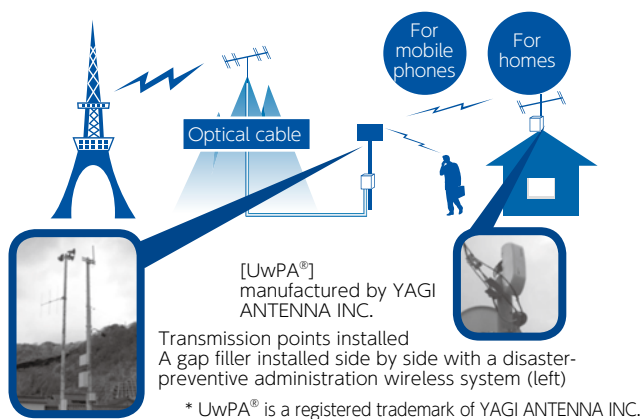 For
mobile
phones
For
homes
Optical cable
[UwPA®]
manufactured by YAGI
ANTENNA INC.
Transmission points installed
A gap filler installed side by side with a disaster-
preventive administration wireless system (left)
* UwPA® is a registered trademark of YAGI ANTENNA INC.